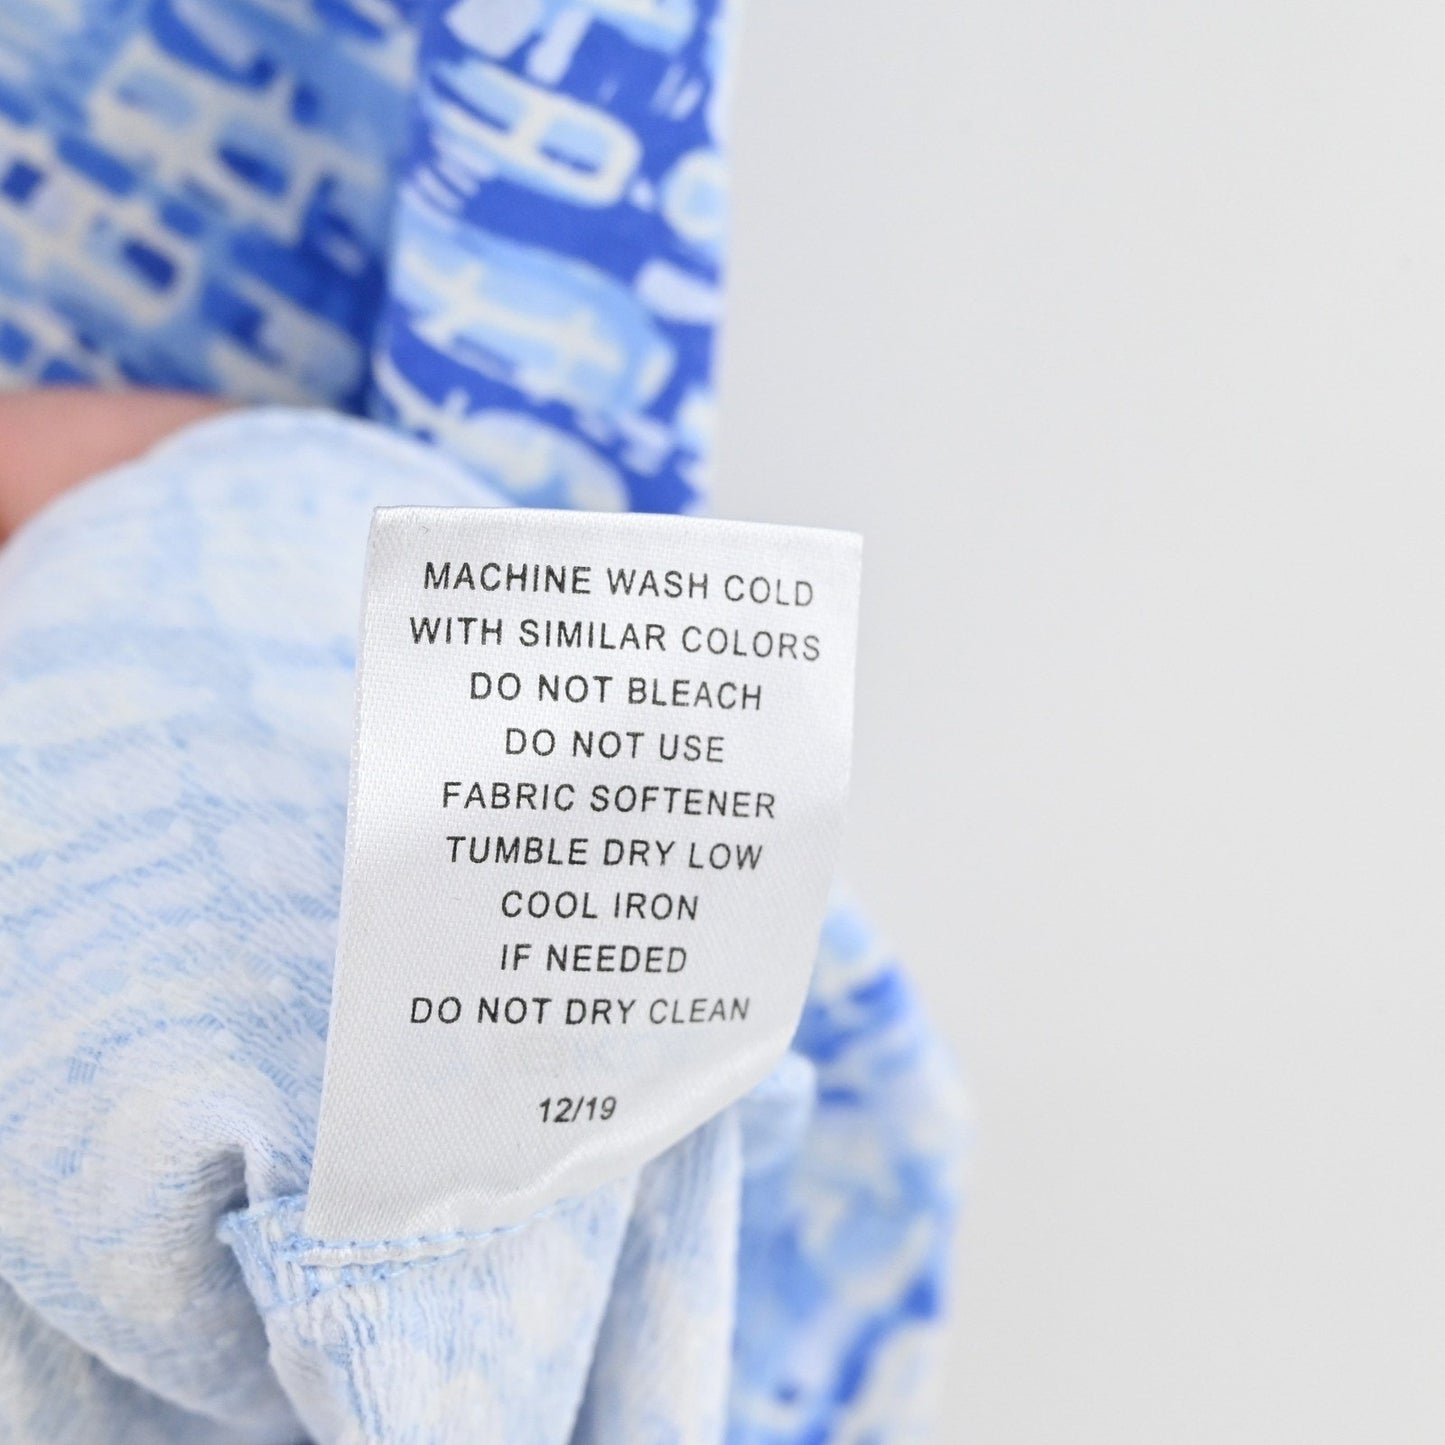 MACHINE WASH COLD
WITH SIMILAR COLORS
DO NOT BLEACH
DO NOT USE
FABRIC SOFTENER
TUMBLE DRY LOW
COOL IRON
IF NEEDED
DO NOT DRY CLEAN
12/19